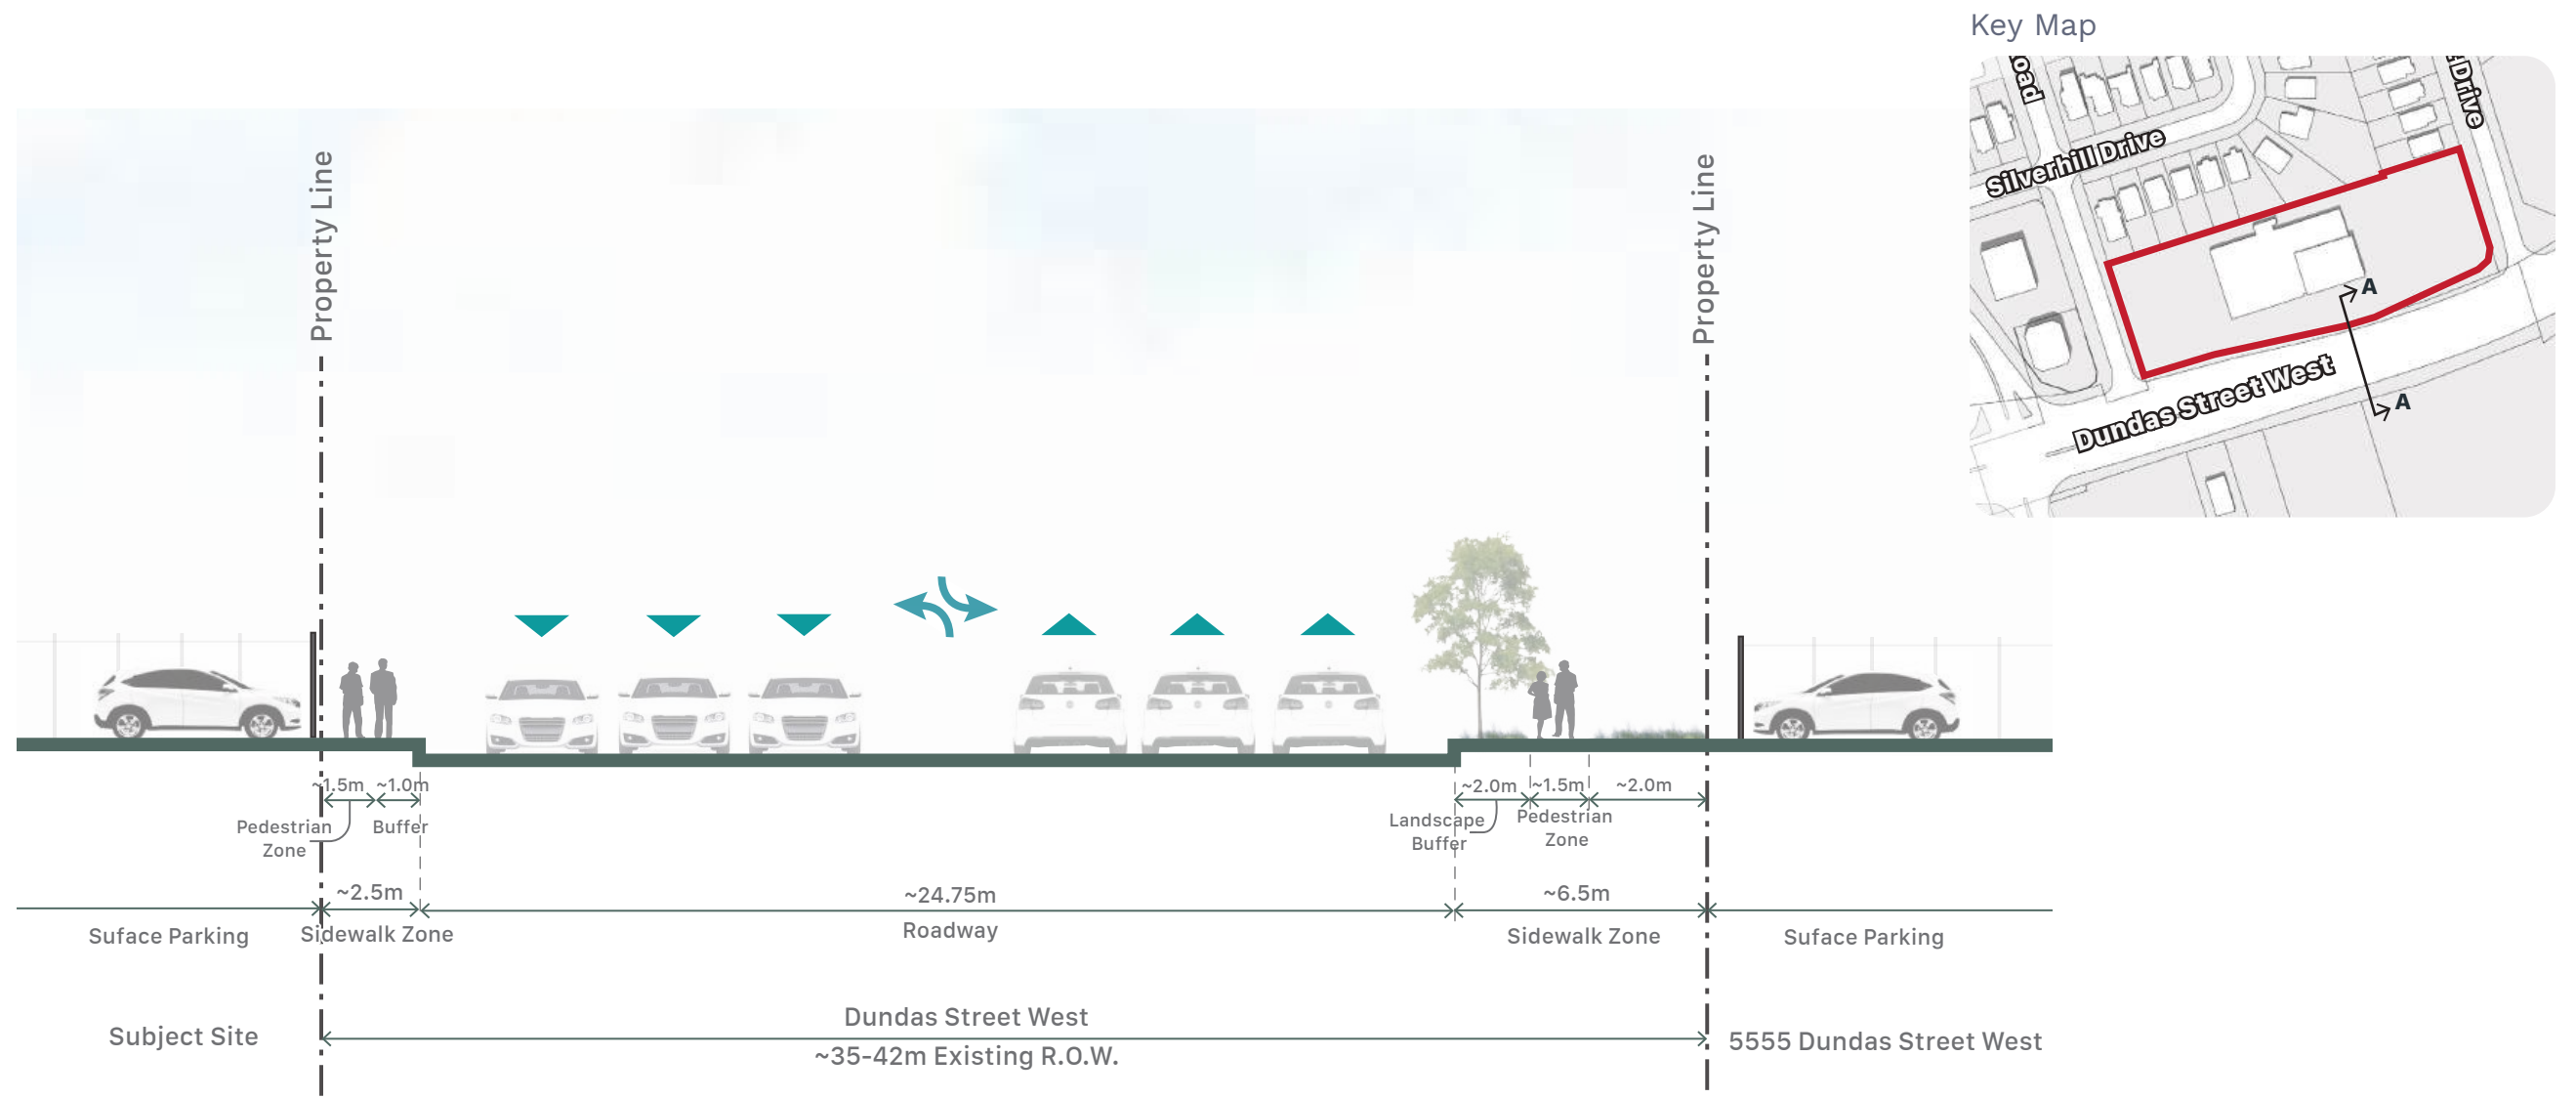 Key Map
oad
Drive
Silverhill Drive
Dundas Street West
A
A
Property Line
Property Line
~1.5m
~1.0m
Pedestrian
Zone
Buffer
~2.0m
~1.5m
~2.0m
Landscape
Buffer
Pedestrian
Zone
~2.5m
~24.75m
~6.5m
Suface Parking
Sidewalk Zone
Roadway
Sidewalk Zone
Suface Parking
Subject Site
Dundas Street West
~35-42m Existing R.O.W.
5555 Dundas Street West